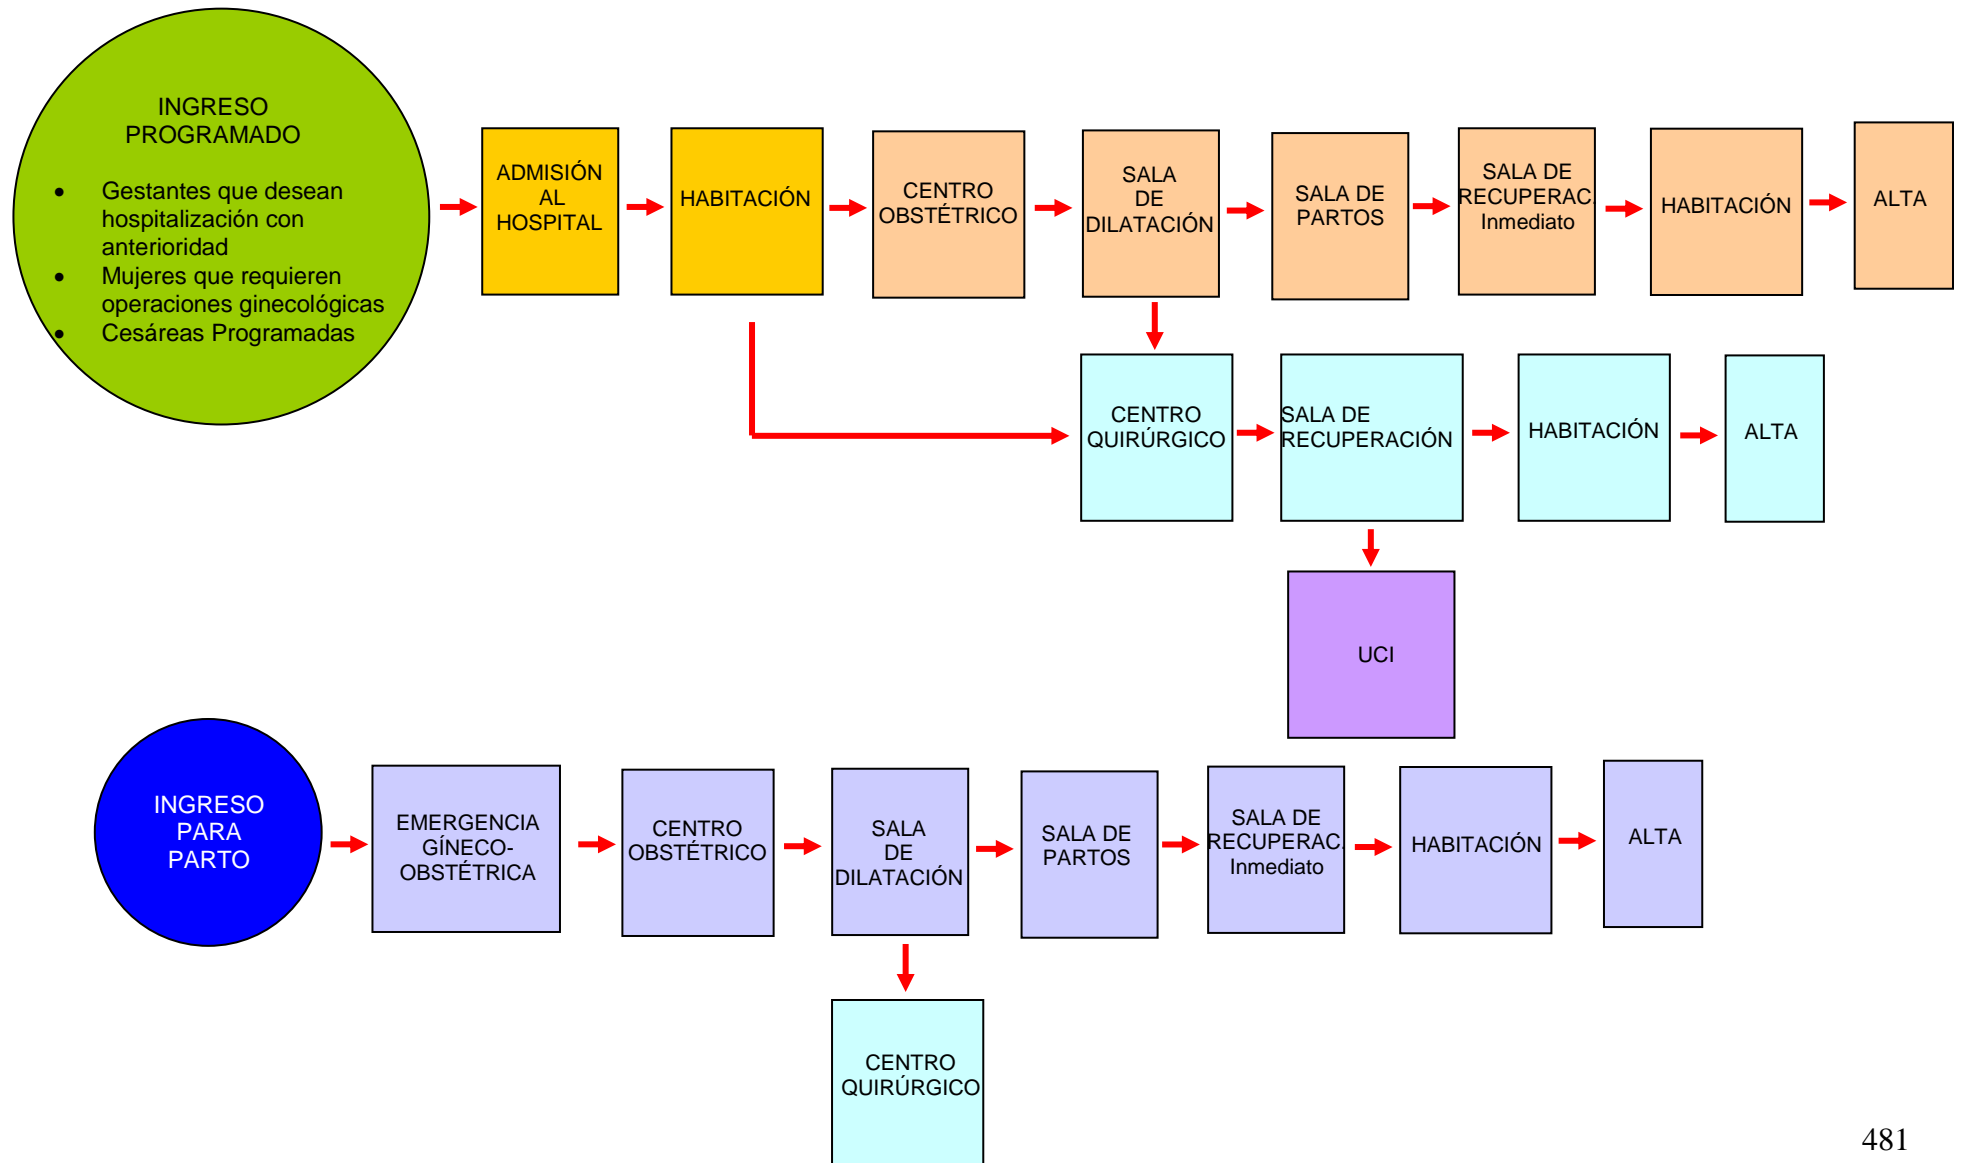 INGRESO
PROGRAMADO
• Gestantes que desean
hospitalización con
anterioridad
• Mujeres que requieren
operaciones ginecológicas
• Cesáreas Programadas
ADMISIÓN
AL
HOSPITAL
HABITACIÓN
CENTRO
OBSTÉTRICO
SALA
DE
DILATACIÓN
SALA DE
PARTOS
SALA DE
RECUPERAC.
Inmediato
HABITACIÓN
ALTA
CENTRO
QUIRÚRGICO
SALA DE
RECUPERACIÓN
HABITACIÓN
ALTA
UCI
INGRESO
PARA
PARTO
EMERGENCIA
GÍNECO-
OBSTÉTRICA
CENTRO
OBSTÉTRICO
SALA
DE
DILATACIÓN
SALA DE
PARTOS
SALA DE
RECUPERAC.
Inmediato
HABITACIÓN
ALTA
CENTRO
QUIRÚRGICO
481